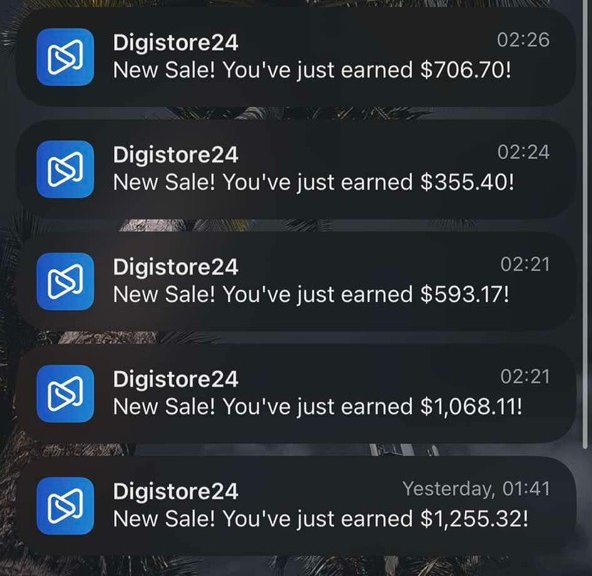 Digistore24
02:26
New Sale! You've just earned $706.70!
Digistore24
02:24
New Sale! You've just earned $355.40!
Digistore24
02:21
New Sale! You've just earned $593.17!
Digistore24
02:21
New Sale! You've just earned $1,068.11!
Digistore24
Yesterday, 01:41
New Sale! You've just earned $1,255.32!